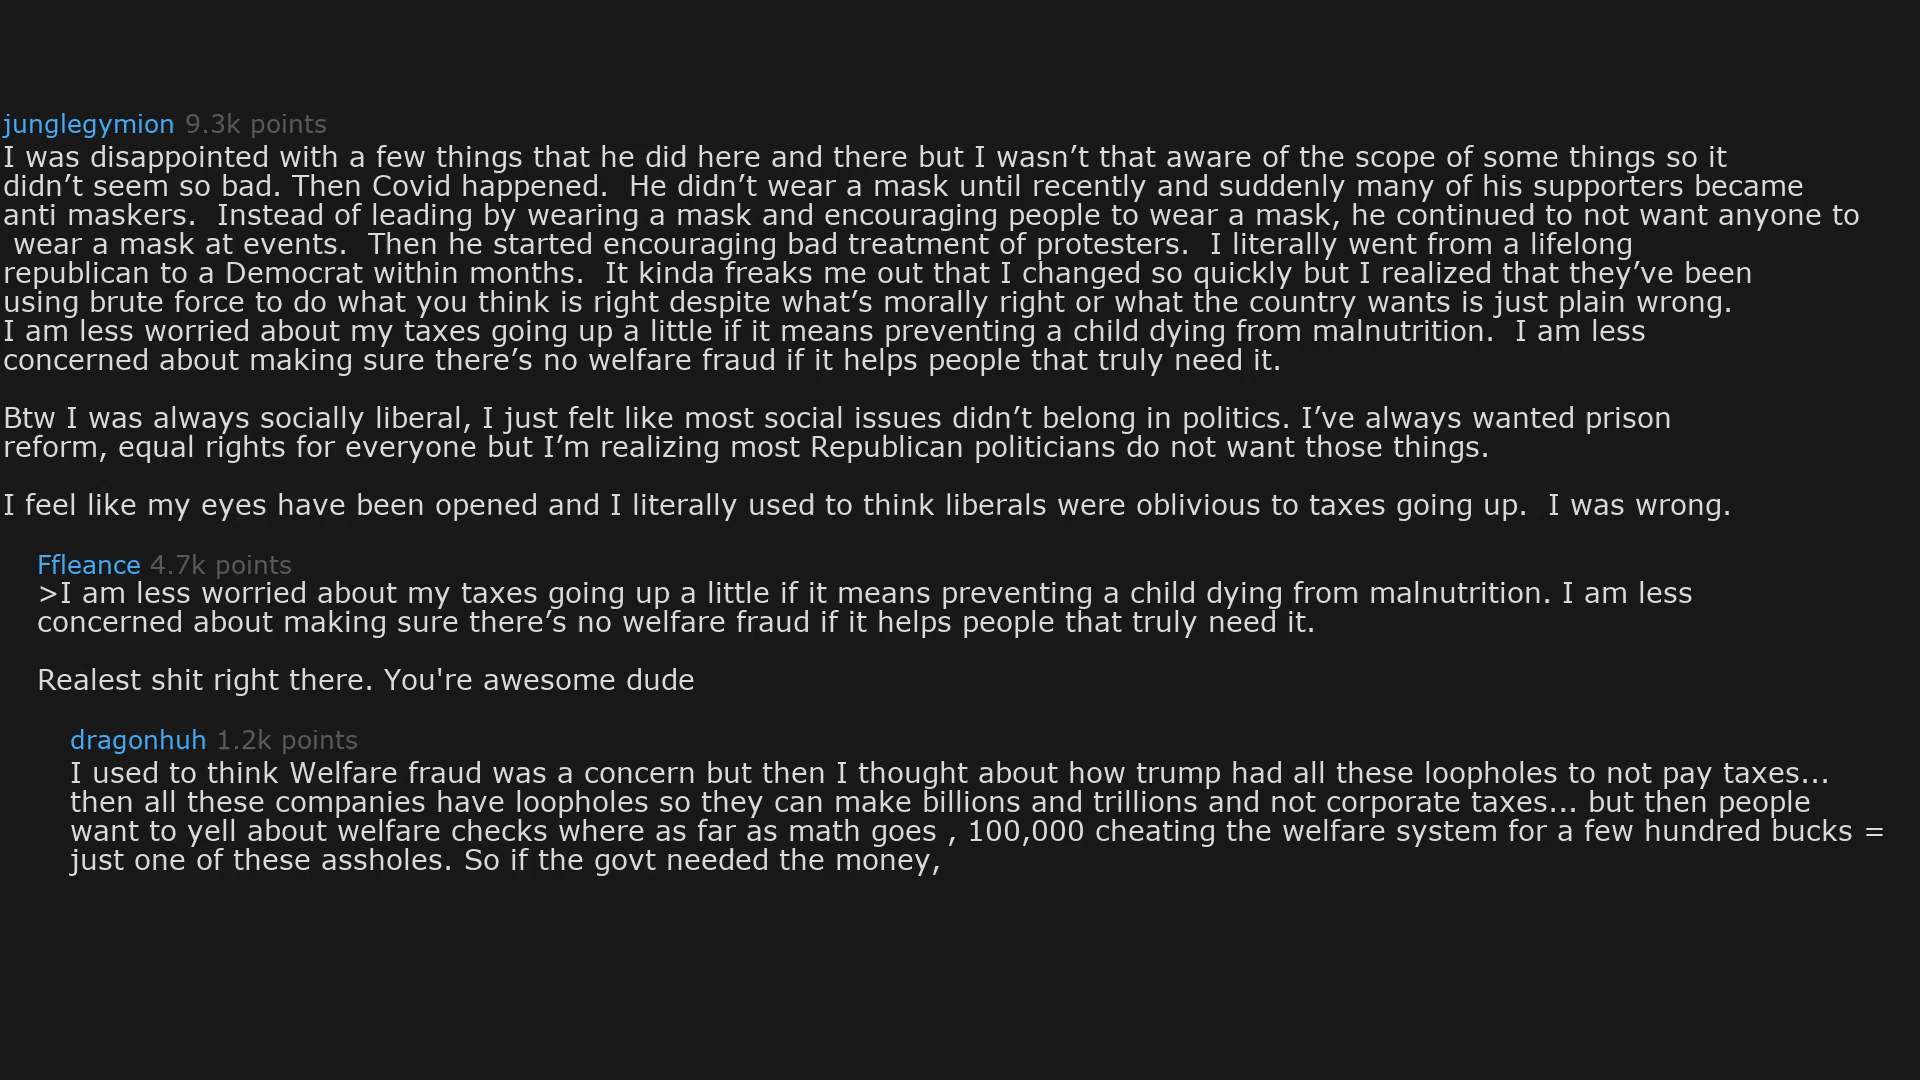 junglegymion 9.3k points
I was disappointed with a few things that he did here and there but I wasn’t that aware of the scope of some things so it
didn’t seem so bad. Then Covid happened.  He didn’t wear a mask until recently and suddenly many of his supporters became
anti maskers.  Instead of leading by wearing a mask and encouraging people to wear a mask, he continued to not want anyone to
wear a mask at events.  Then he started encouraging bad treatment of protesters.  I literally went from a lifelong
republican to a Democrat within months.  It kinda freaks me out that I changed so quickly but I realized that they’ve been
using brute force to do what you think is right despite what’s morally right or what the country wants is just plain wrong.
I am less worried about my taxes going up a little if it means preventing a child dying from malnutrition.  I am less
concerned about making sure there’s no welfare fraud if it helps people that truly need it.
Btw I was always socially liberal, I just felt like most social issues didn’t belong in politics. I’ve always wanted prison
reform, equal rights for everyone but I’m realizing most Republican politicians do not want those things.
I feel like my eyes have been opened and I literally used to think liberals were oblivious to taxes going up.  I was wrong.
Ffleance 4.7k points
>I am less worried about my taxes going up a little if it means preventing a child dying from malnutrition. I am less
concerned about making sure there’s no welfare fraud if it helps people that truly need it.
Realest shit right there. You're awesome dude
dragonhuh 1.2k points
I used to think Welfare fraud was a concern but then I thought about how trump had all these loopholes to not pay taxes...
then all these companies have loopholes so they can make billions and trillions and not corporate taxes... but then people
want to yell about welfare checks where as far as math goes , 100,000 cheating the welfare system for a few hundred bucks =
just one of these assholes. So if the govt needed the money,